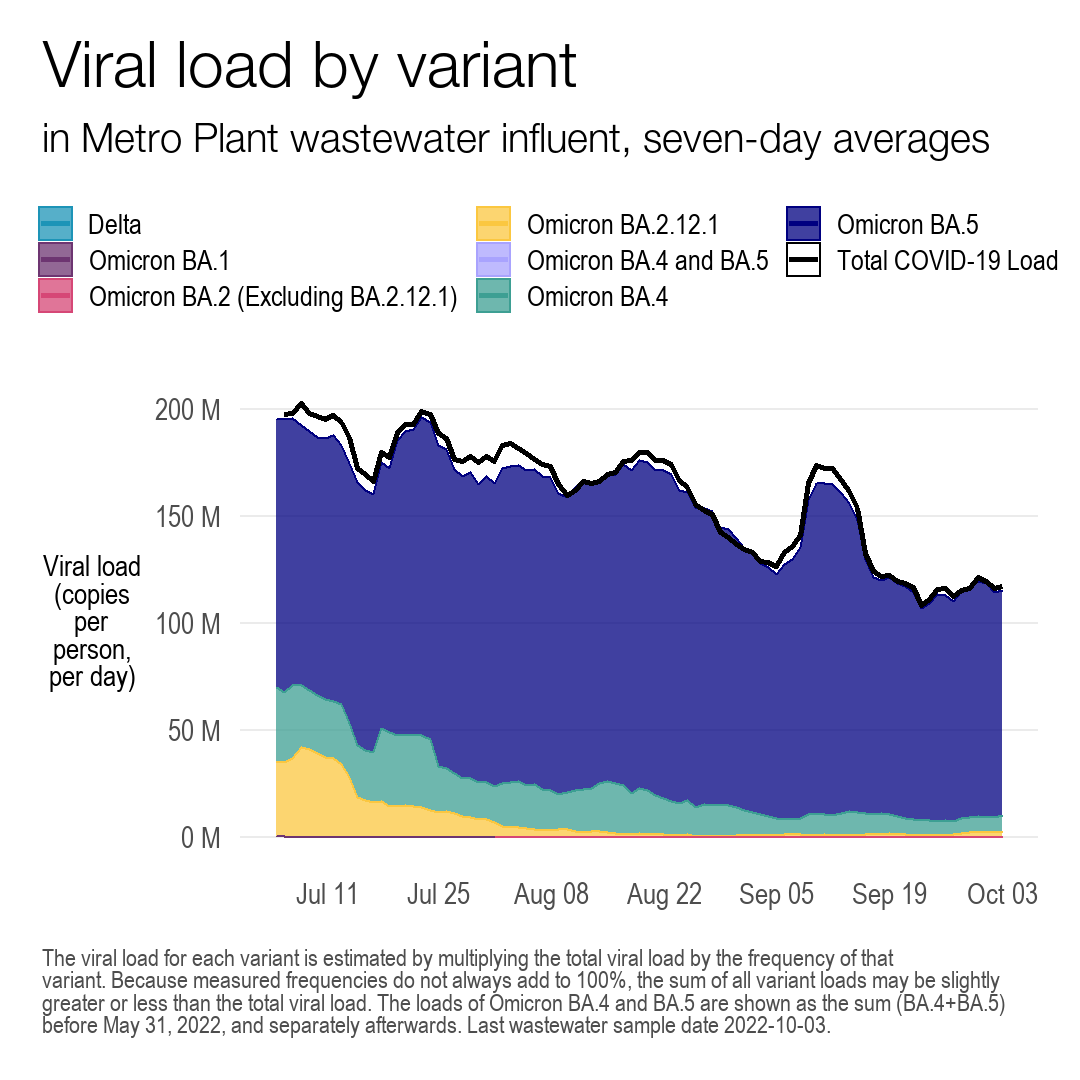 Viral load by variant
in Metro Plant wastewater influent, seven-day averages
Delta
Omicron BA.1
Omicron BA.2 (Excluding BA.2.12.1)
Omicron BA.2.12.1
Omicron BA.4 and BA.5
Omicron BA.4
Omicron BA.5
Total COVID-19 Load
200 M
150 M
100 M
50 M
0 M
Viral load
(copies
per
person,
per day)
Jul 11
Jul 25
Aug 08
Aug 22
Sep 05
Sep 19
Oct 03
The viral load for each variant is estimated by multiplying the total viral load by the frequency of that
variant. Because measured frequencies do not always add to 100%, the sum of all variant loads may be slightly
greater or less than the total viral load. The loads of Omicron BA.4 and BA.5 are shown as the sum (BA.4+BA.5)
before May 31, 2022, and separately afterwards. Last wastewater sample date 2022-10-03.